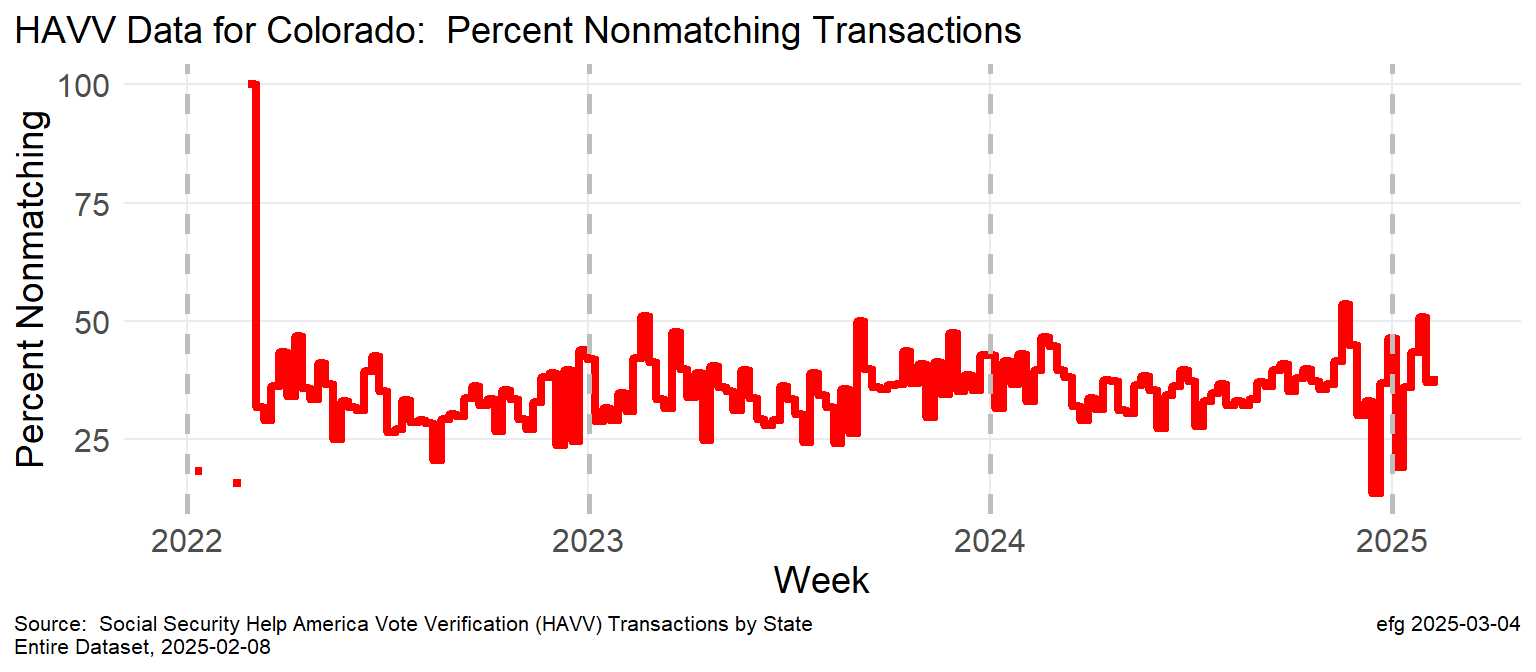 HAVV Data for Colorado:  Percent Nonmatching Transactions
Percent Nonmatching
100
75
50
25
2022 2023 2024 2025
Week
Source:  Social Security Help America Vote Verification (HAVV) Transactions by State
Entire Dataset, 2025-02-08
efg 2025-03-04